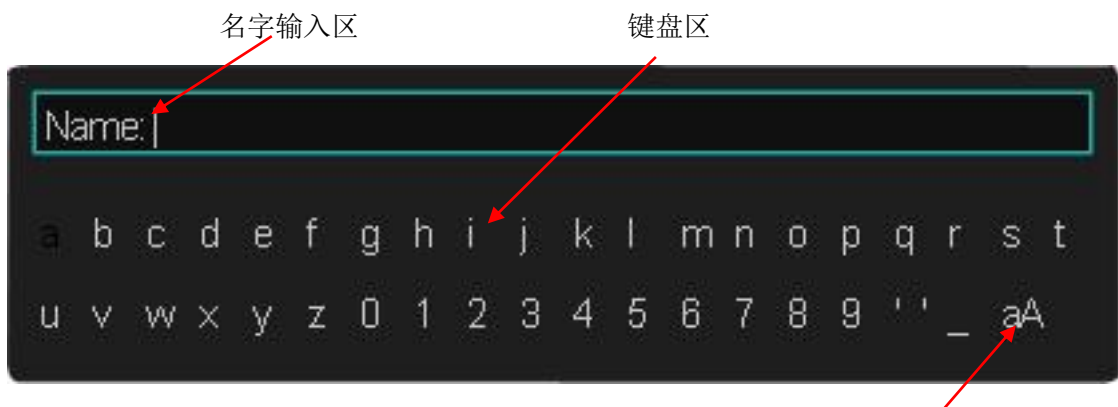 名字输入区 键盘区
Name:
a b c d e f g h i j k l m n o p q r s t
u v w x y z 0 1 2 3 4 5 6 7 8 9 ' ' _ aA